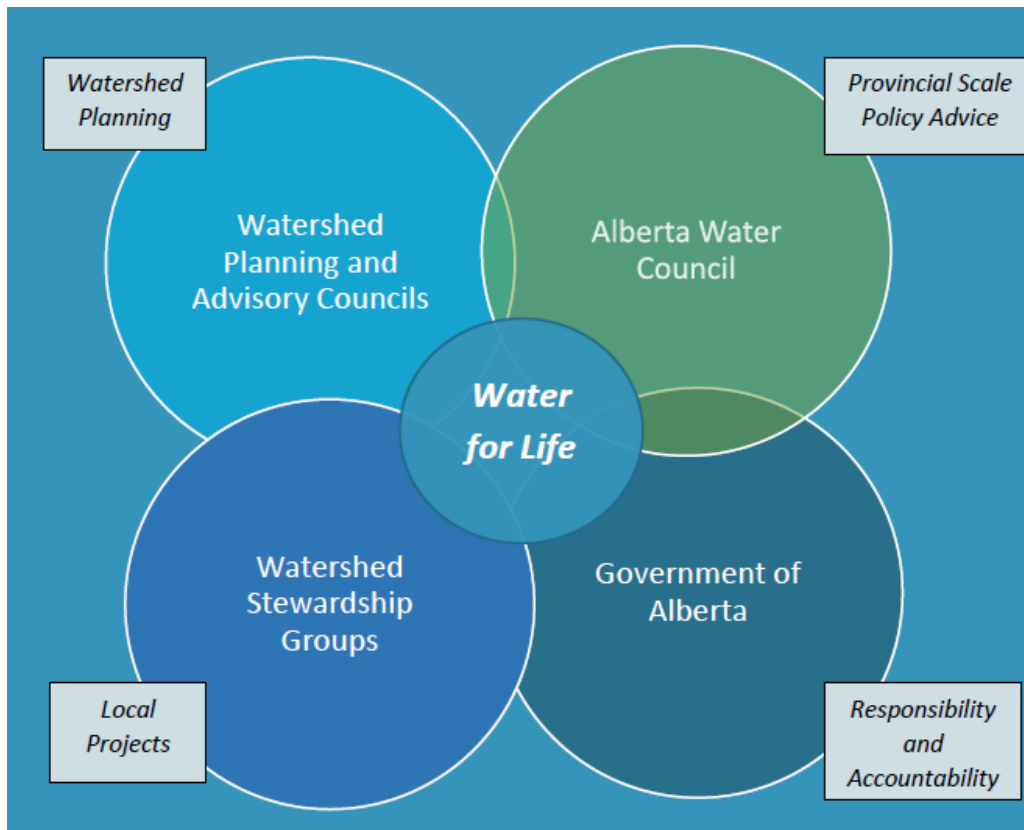 Watershed
Planning
Provincial Scale
Policy Advice
Watershed
Planning and
Advisory Councils
Alberta Water
Council
Water
for Life
Watershed
Stewardship
Groups
Government of
Alberta
Local
Projects
Responsibility
and
Accountability